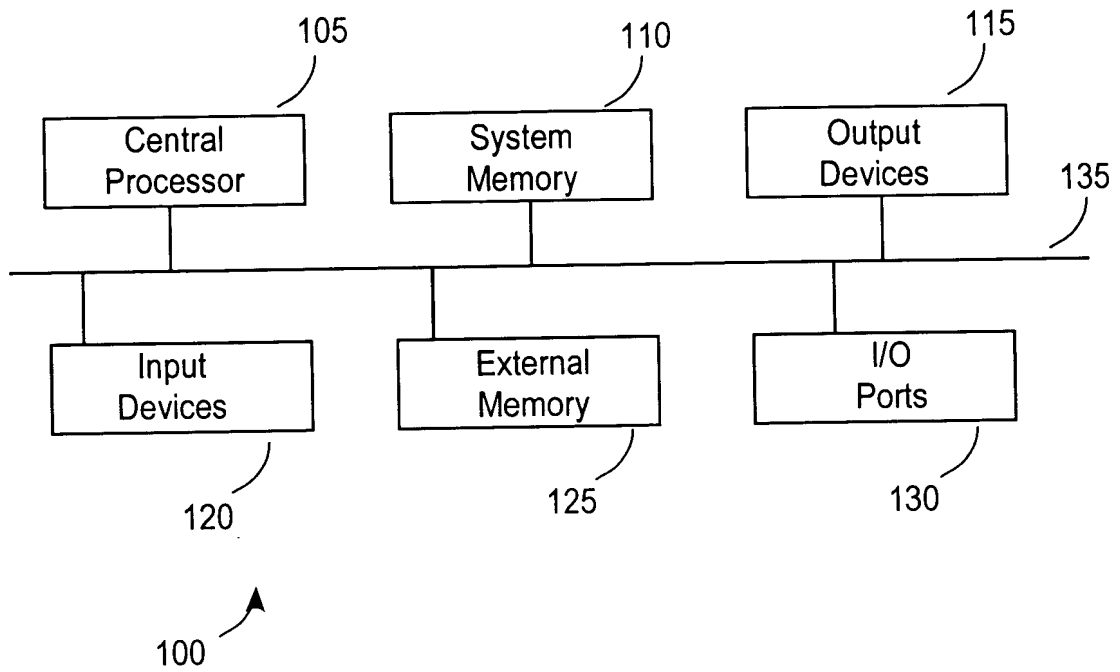 105
110
115
Central
Processor
System
Memory
Output
Devices
135
Input
Devices
External
Memory
I/O
Ports
120
125
130
100